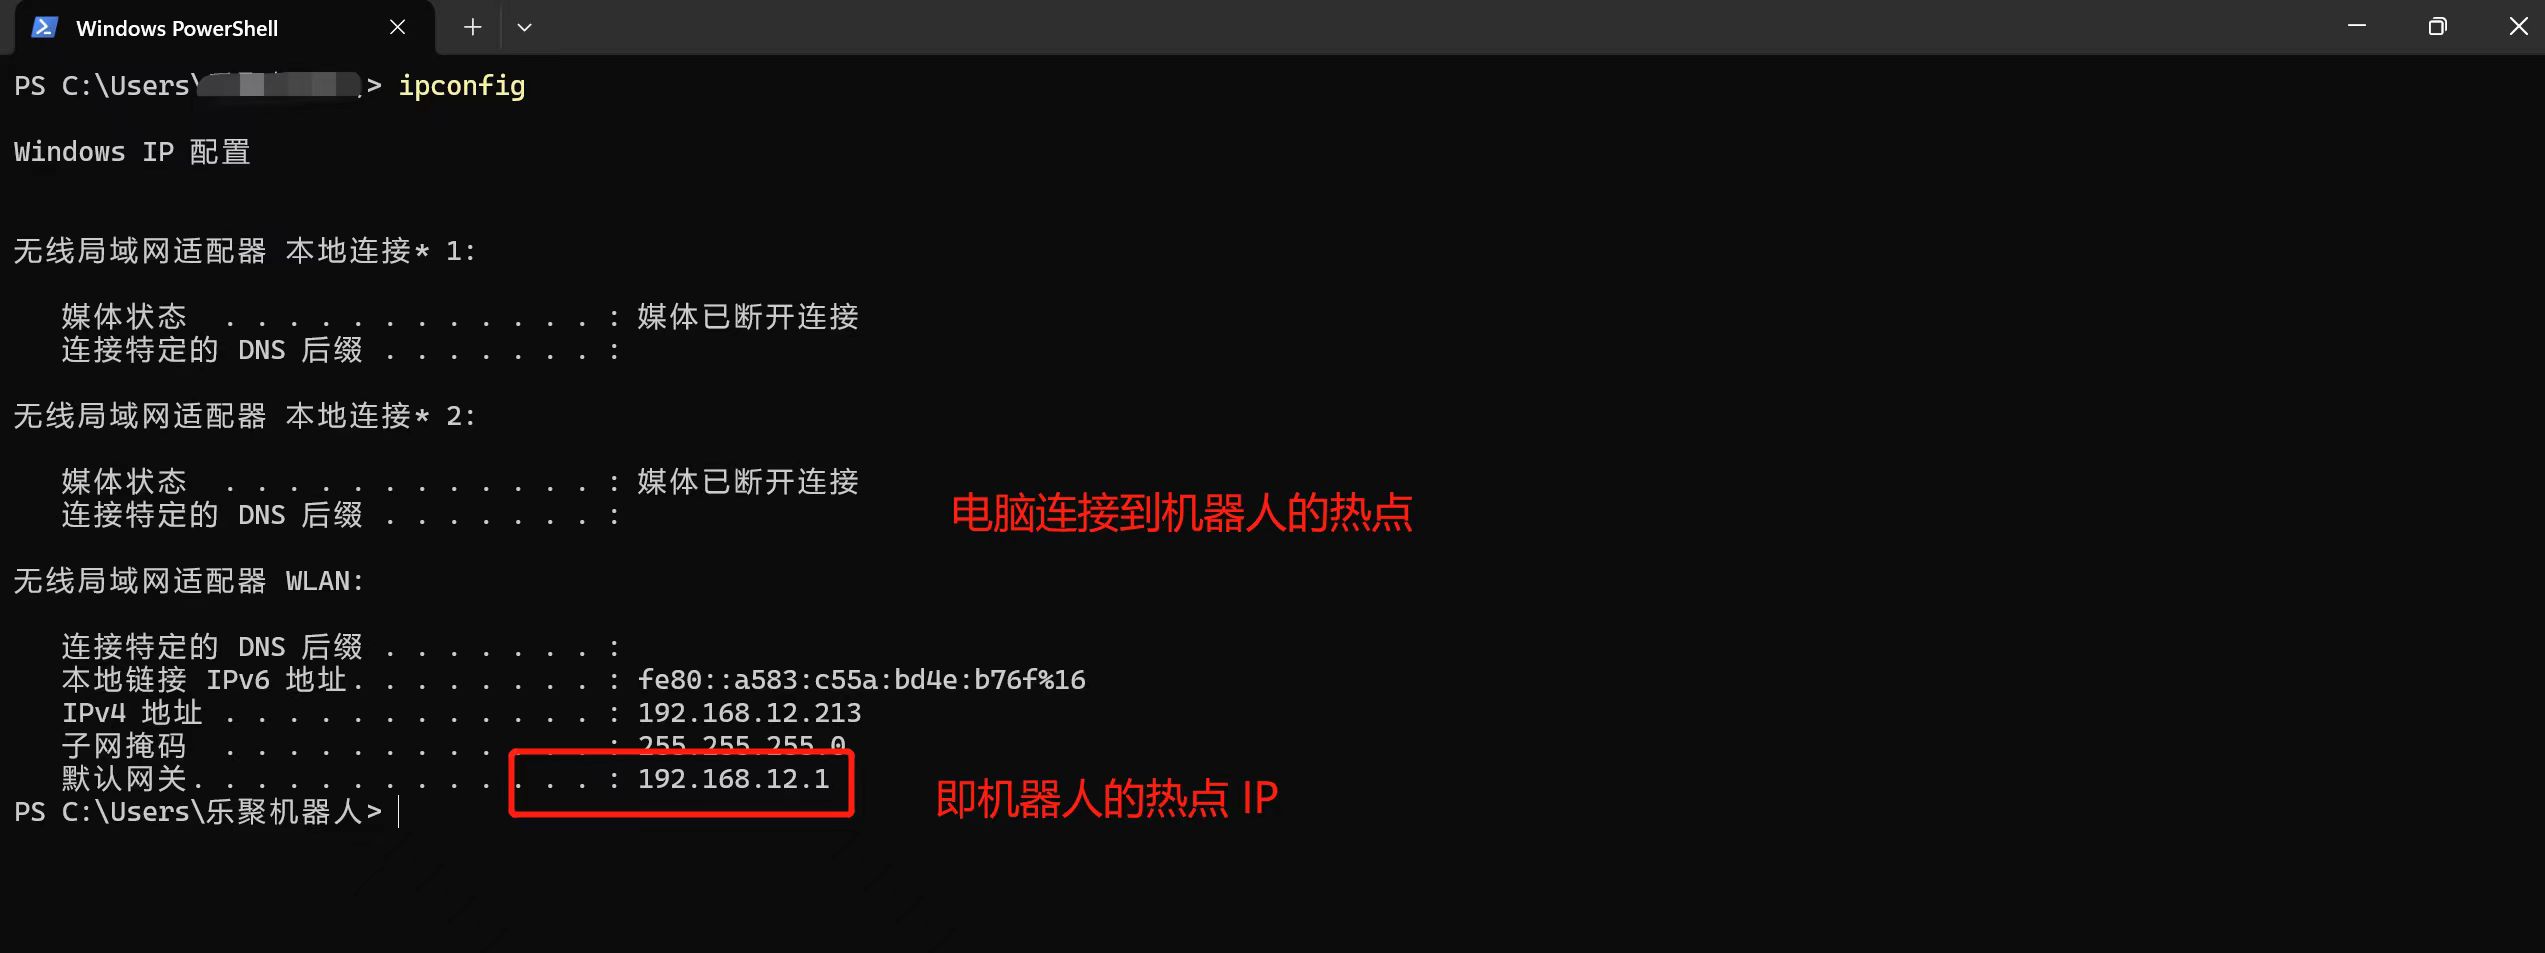 Windows PowerShell
PS C:\Users\ > ipconfig
Windows IP 配置
无线局域网适配器 本地连接* 1:
媒体状态 . . . . . . . . . . . . : 媒体已断开连接
连接特定的 DNS 后缀 . . . . . . . :
无线局域网适配器 本地连接* 2:
媒体状态 . . . . . . . . . . . . : 媒体已断开连接
连接特定的 DNS 后缀 . . . . . . . :
电脑连接到机器人的热点
无线局域网适配器 WLAN:
连接特定的 DNS 后缀 . . . . . . . :
本地链接 IPv6 地址. . . . . . . . : fe80::a583:c55a:bd4e:b76f%16
IPv4 地址 . . . . . . . . . . . . : 192.168.12.213
子网掩码 . . . . . . . . . . . . : 255.255.255.0
默认网关. . . . . . . . . . . . . : 192.168.12.1
即机器人的热点 IP
PS C:\Users\乐聚机器人>